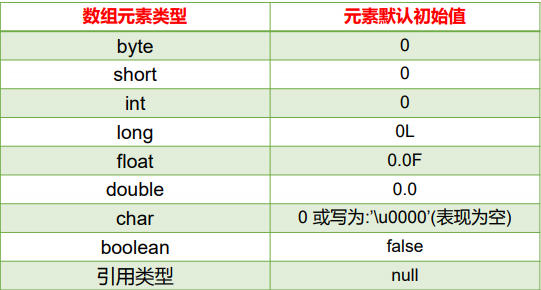 数组元素类型 元素默认初始值
byte 0
short 0
int 0
long 0L
float 0.0F
double 0.0
char 0 或写为:’\u0000’(表现为空)
boolean false
引用类型 null